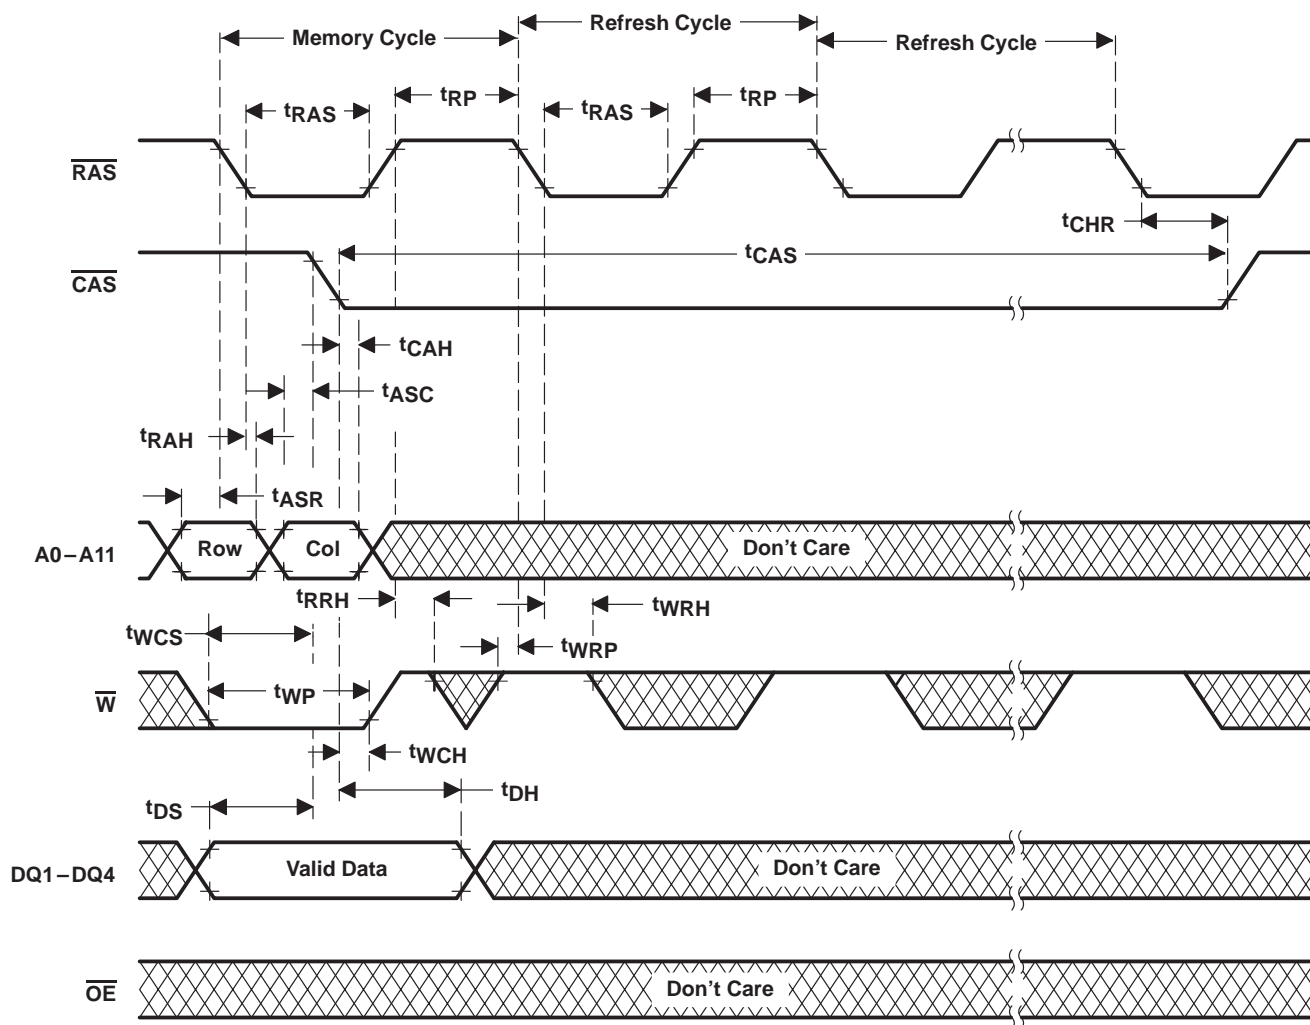 Refresh Cycle
Memory Cycle
Refresh Cycle
tRP
tRP
tRAS
tRAS
RAS
tCHR
tCAS
CAS
tCAH
tASC
tRAH
tASR
A0–A11
Row
Col
Don't Care
tRRH
tWRH
tWCS
tWRP
tWP
W
tWCH
tDH
tDS
DQ1–DQ4
Valid Data
Don't Care
OE
Don't Care